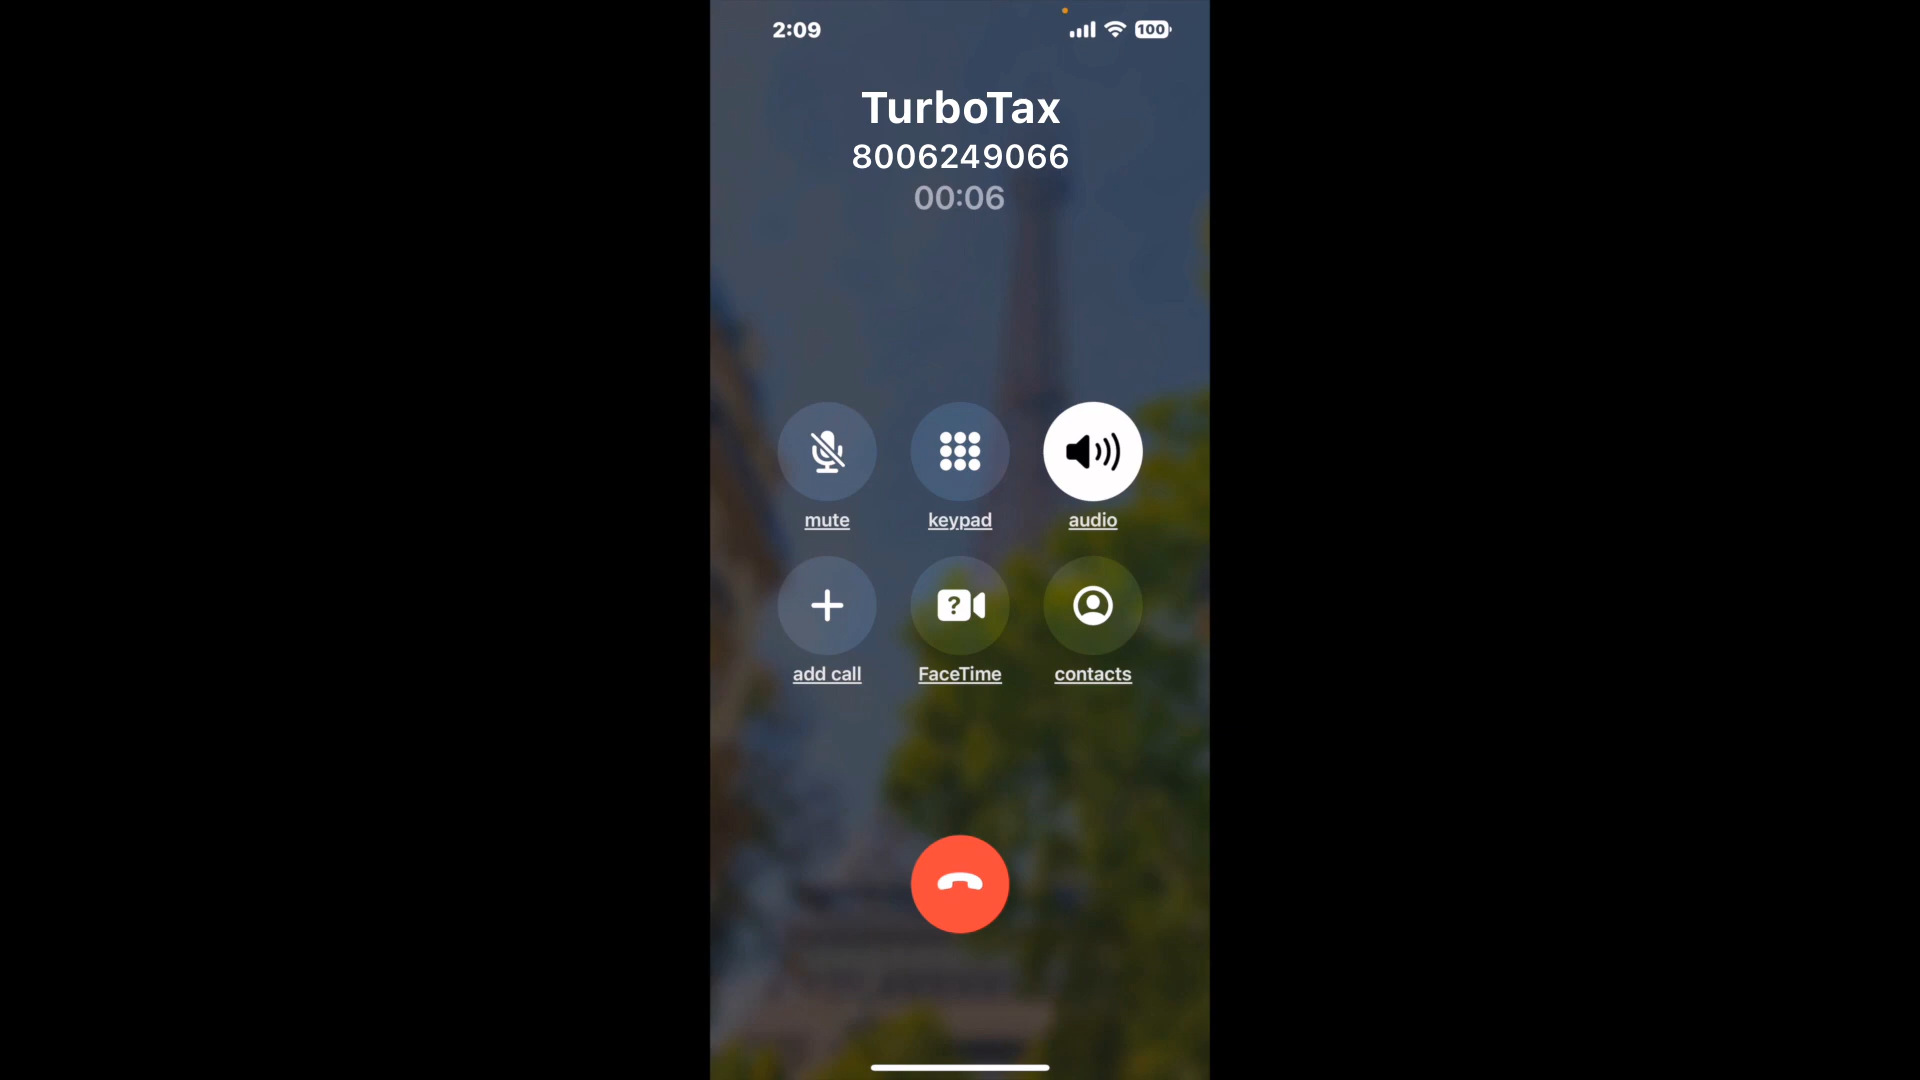 2:09
100
TurboTax
8006249066
00:06
mute
keypad
audio
?
add call
FaceTime
contacts